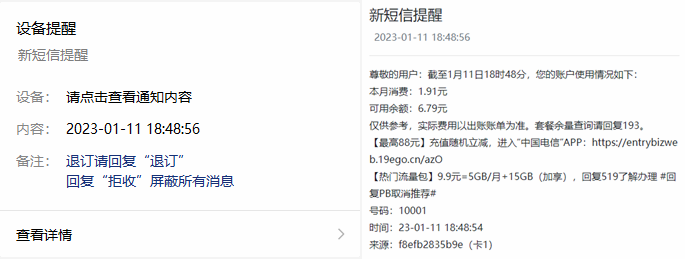 设备提醒
新短信提醒
设备： 请点击查看通知内容
内容： 2023-01-11 18:48:56
备注： 退订请回复“退订”
回复“拒收”屏蔽所有消息
查看详情
新短信提醒
2023-01-11 18:48:56
尊敬的用户：截至1月11日18时48分，您的账户使用情况如下：
本月消费：1.91元
可用余额：6.79元
仅供参考，实际费用以出账账单为准。套餐余量查询请回复193。
【最高88元】充值随机立减，进入“中国电信”APP：https://entrybizwe
b.19ego.cn/azO
【热门流量包】9.9元=5GB/月+15GB（加享），回复519了解办理 #回
复PB取消推荐#
号码：10001
时间：23-01-11 18:48:54
来源：f8efb2835b9e（卡1）